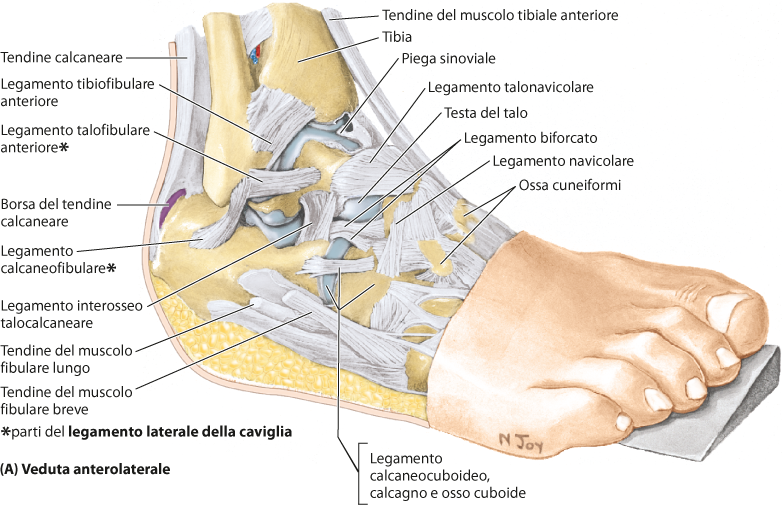 Tendine del muscolo tibiale anteriore
Tibia
Piega sinoviale
Legamento talonavicolare
Testa del talo
Legamento biforcato
Legamento navicolare
Ossa cuneiformi
Tendine calcaneare
Legamento tibiofibulare
anteriore
Legamento talofibulare
anteriore*
Borsa del tendine
calcaneare
Legamento
calcaneofibulare*
Legamento interosseo
talocalcaneare
Tendine del muscolo
fibulare lungo
Tendine del muscolo
fibulare breve
*parti del legamento laterale della caviglia
(A) Veduta anterolaterale
Legamento
calcaneocuboideo,
calcagno e osso cuboide
N JOY